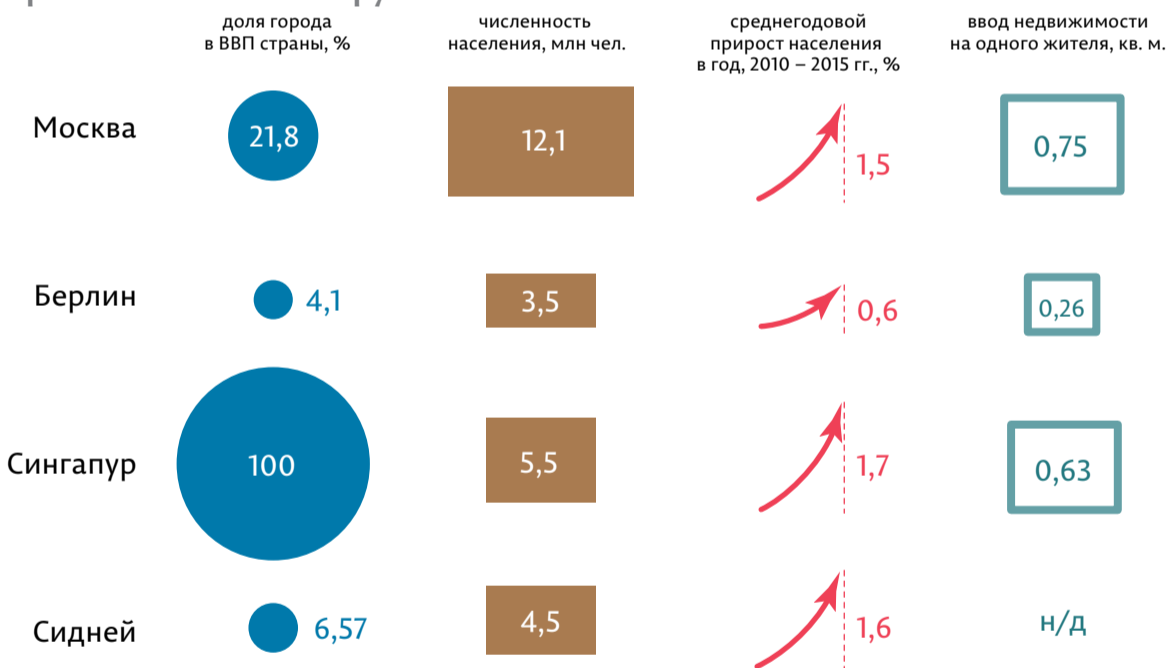 доля города
в ВВП страны, %
численность
населения, млн чел.
среднегодовой
прирост населения
в год, 2010 – 2015 гг., %
ввод недвижимости
на одного жителя, кв. м.
Москва
21,8
12,1
1,5
0,75
Берлин
4,1
3,5
0,6
0,26
Сингапур
100
5,5
1,7
0,63
Сидней
6,57
4,5
1,6
н/д